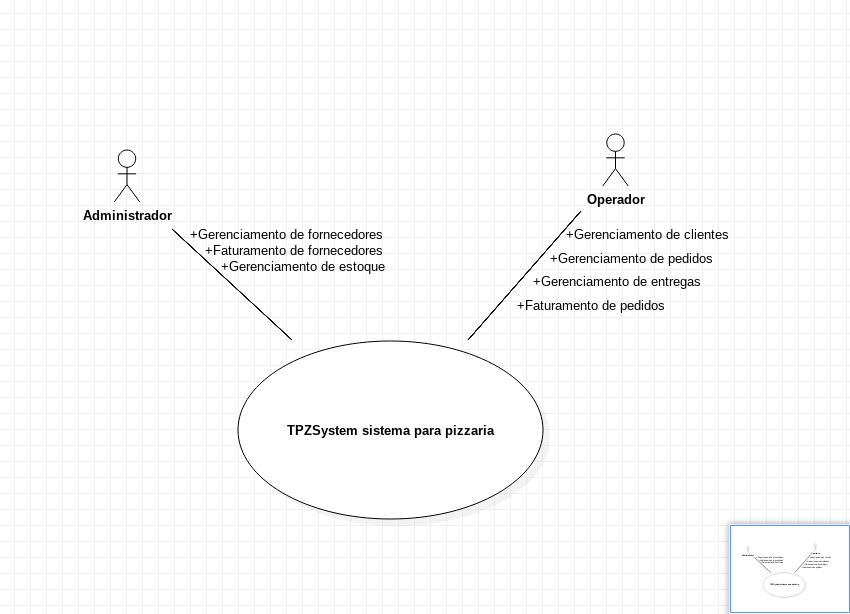 Administrador
+Gerenciamento de fornecedores
+Faturamento de fornecedores
+Gerenciamento de estoque
Operador
+Gerenciamento de clientes
+Gerenciamento de pedidos
+Gerenciamento de entregas
+Faturamento de pedidos
TPZSystem sistema para pizzaria